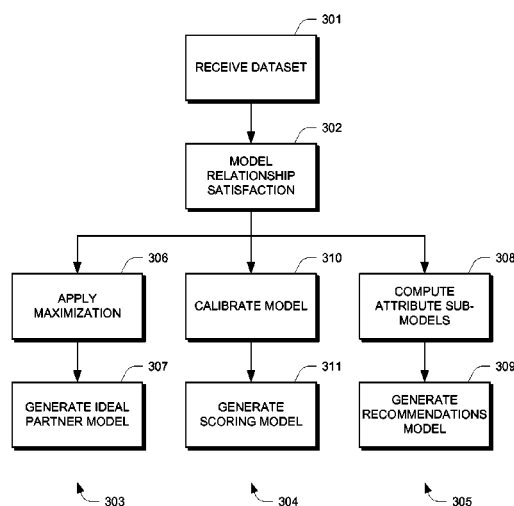 301
RECEIVE DATASET
302
MODEL
RELATIONSHIP
SATISFACTION
306
APPLY
MAXIMIZATION
310
CALIBRATE MODEL
308
COMPUTE
ATTRIBUTE SUB-
MODELS
307
GENERATE IDEAL
PARTNER MODEL
311
GENERATE
SCORING MODEL
309
GENERATE
RECOMMENDATIONS
MODEL
303
304
305